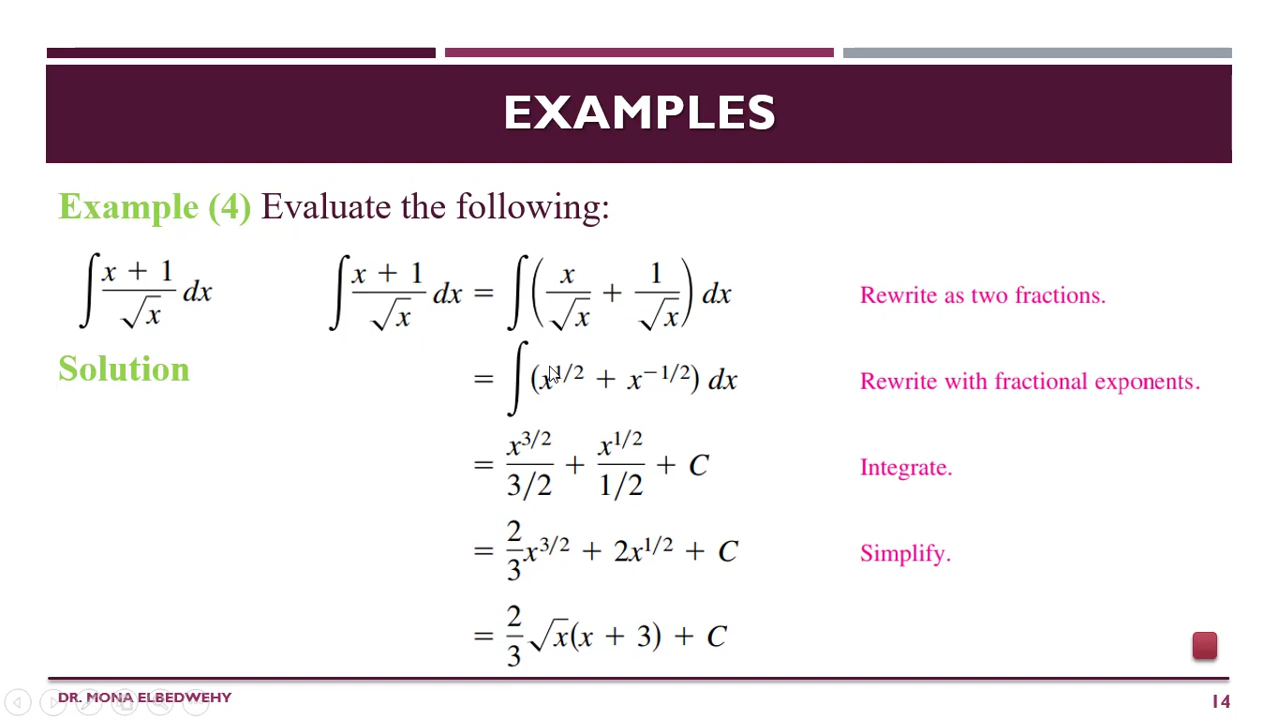 EXAMPLES
Example (4) Evaluate the following:
∫ (x + 1)/√x dx
∫ (x + 1)/√x dx = ∫ (x/√x + 1/√x) dx Rewrite as two fractions.
Solution
= ∫ (x^1/2 + x^−1/2) dx Rewrite with fractional exponents.
= x^3/2/3/2 + x^1/2/1/2 + C Integrate.
= 2/3 x^3/2 + 2x^1/2 + C Simplify.
= 2/3 √x(x + 3) + C
DR. MONA ELBEDWEHY 14